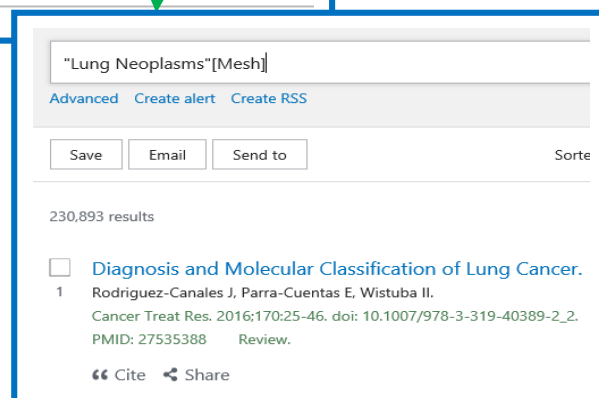 "Lung Neoplasms"[Mesh]
Advanced Create alert Create RSS
Save Email Send to Sorte
230,893 results
Diagnosis and Molecular Classification of Lung Cancer.
1 Rodriguez-Canales J, Parra-Cuentas E, Wistuba II.
Cancer Treat Res. 2016;170:25-46. doi: 10.1007/978-3-319-40389-2_2.
PMID: 27535388 Review.
Cite Share